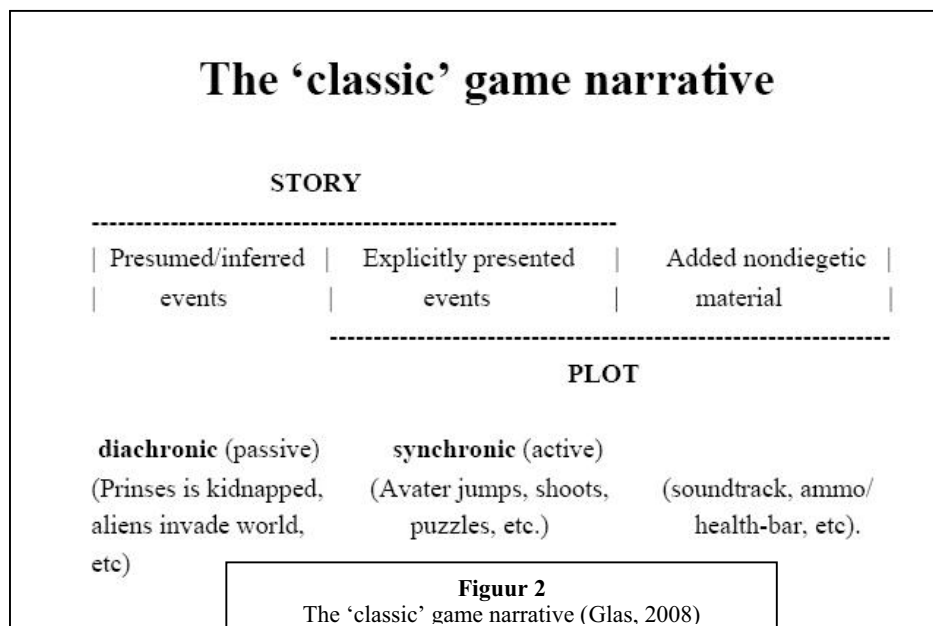 The ‘classic’ game narrative
STORY
-----------------------------------------------------------
| Presumed/inferred | Explicitly presented | Added nondiegetic |
| events | events | material |
---------------------------------------------------------------
PLOT
diachronic (passive) synchronic (active)
(Prinses is kidnapped, (Avater jumps, shoots, (soundtrack, ammo/
aliens invade world, puzzles, etc.) health-bar, etc).
etc)
Figuur 2
The ‘classic’ game narrative (Glas, 2008)